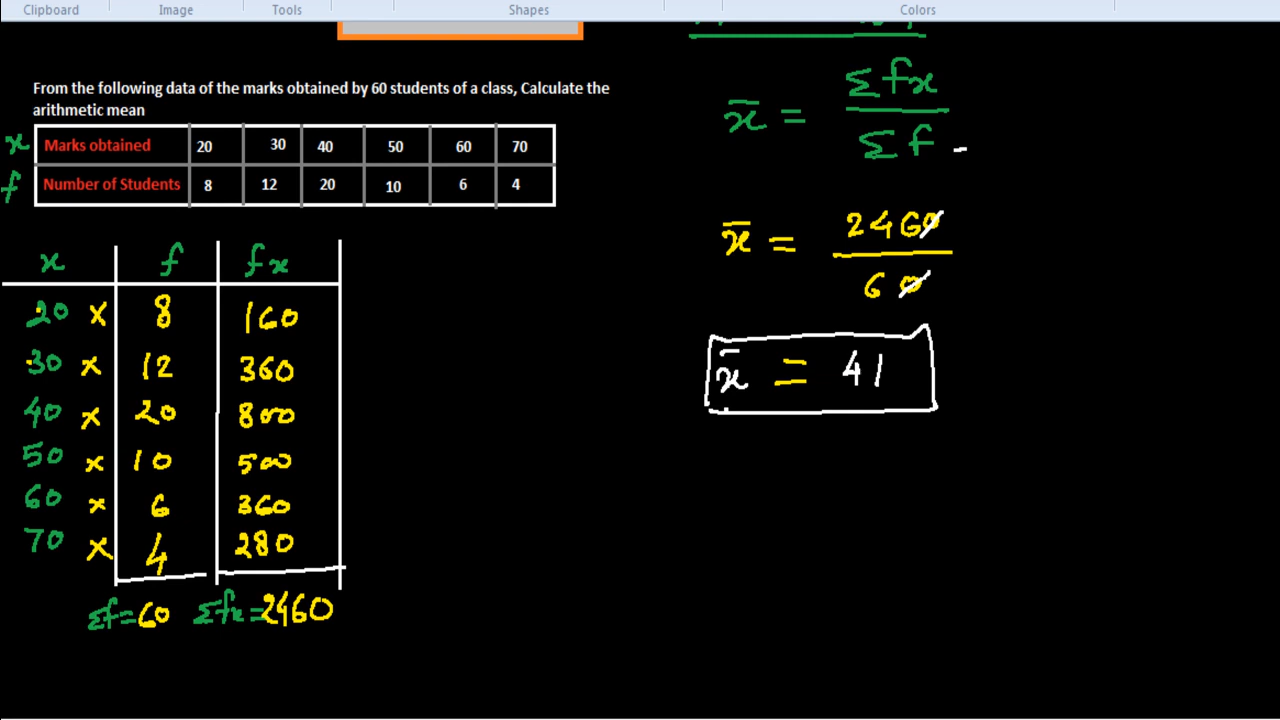 Clipboard Image Tools Shapes Colors
From the following data of the marks obtained by 60 students of a class, Calculate the
arithmetic mean
x Marks obtained 20 30 40 50 60 70
f Number of Students 8 12 20 10 6 4
x f fx
20 × 8 160
30 × 12 360
40 × 20 800
50 × 10 500
60 × 6 360
70 × 4 280
Σf=60 Σfx=2460
x̄ = Σfx / Σf
x̄ = 2460 / 60
x̄ = 41